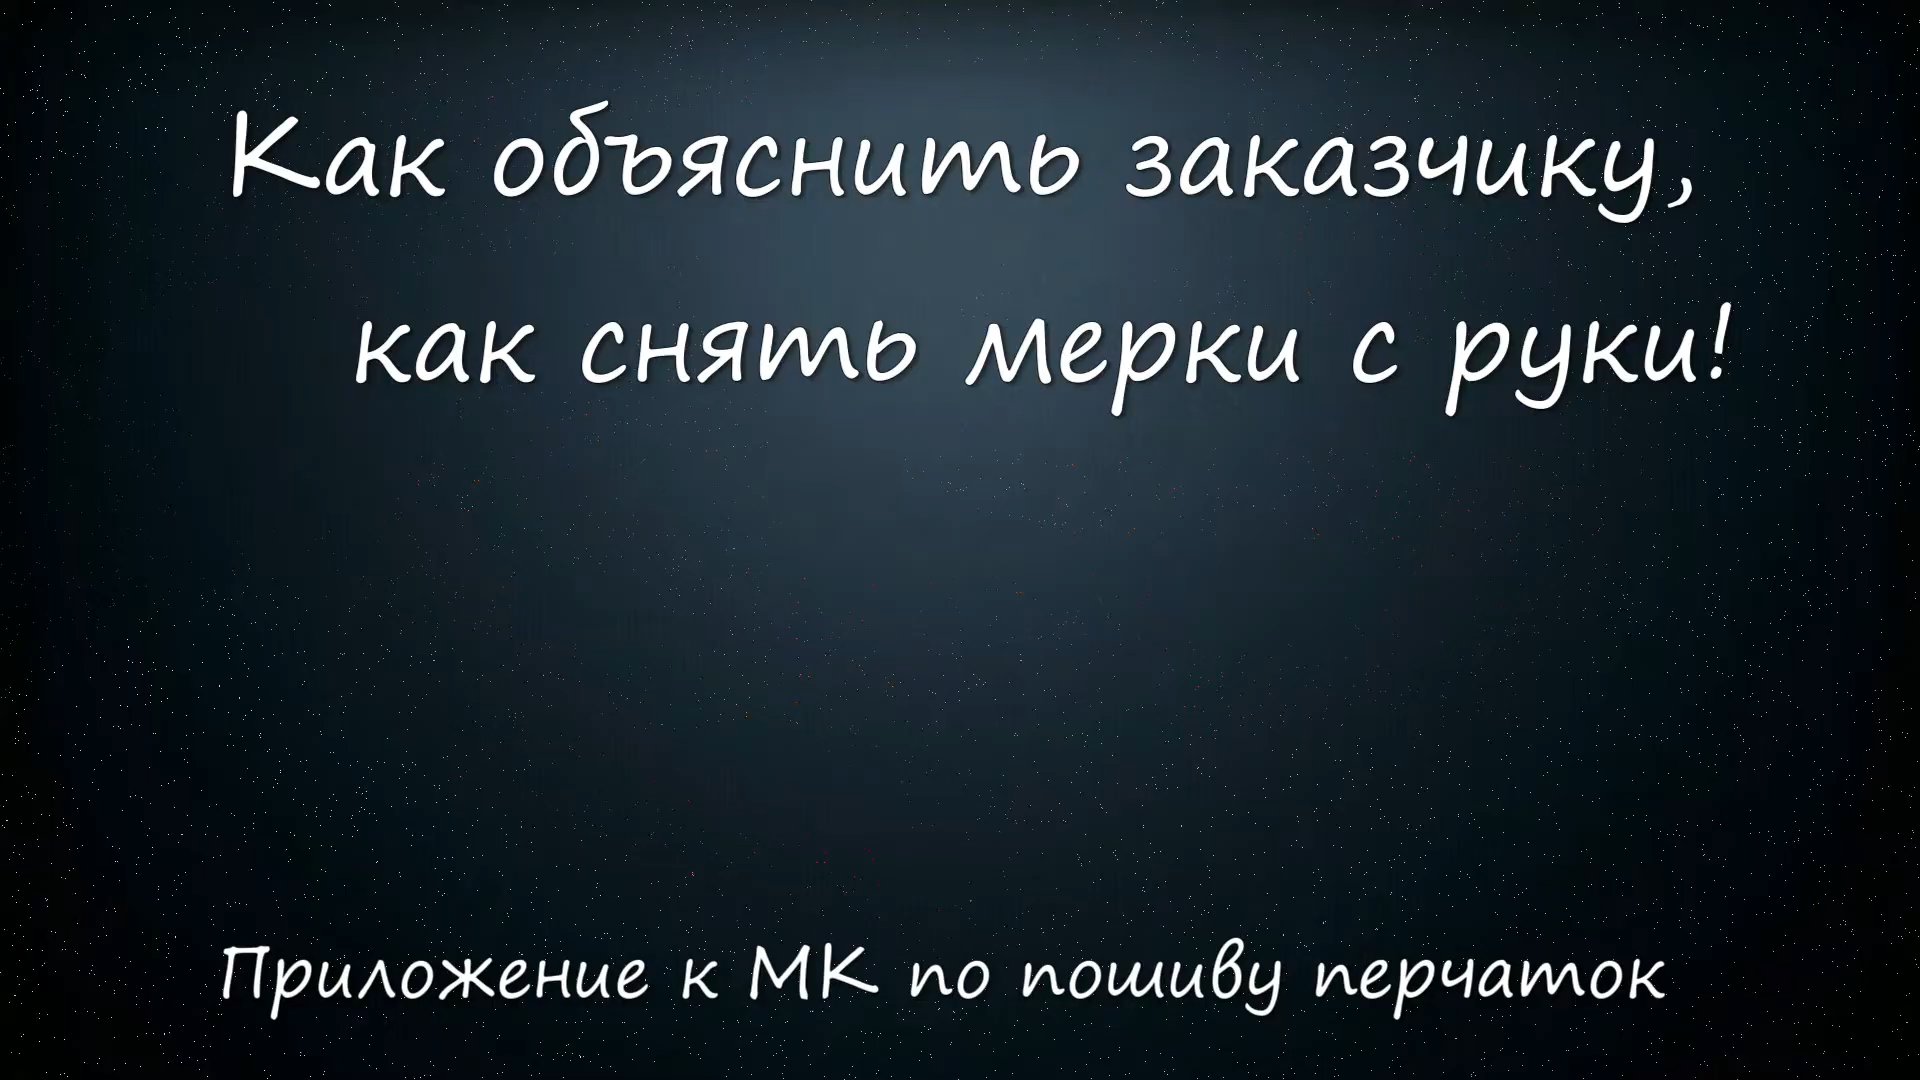 Как объяснить заказчику,
как снять мерки с руки!
Приложение к МК по пошиву перчаток